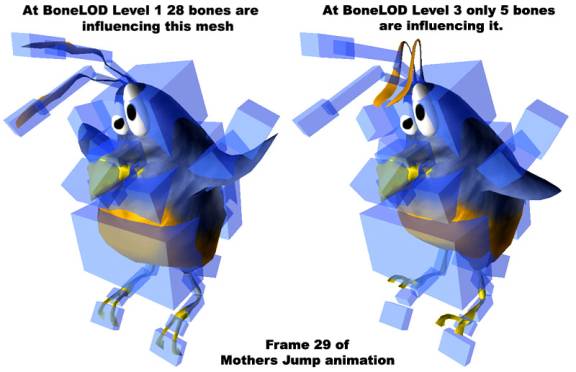 At BoneLOD Level 1 28 bones are
influencing this mesh
At BoneLOD Level 3 only 5 bones
are influencing it.
Frame 29 of
Mothers Jump animation